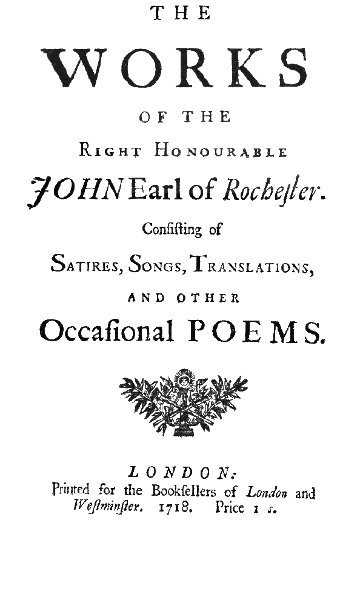 THE
WORKS
OF THE
RIGHT HONOURABLE
JOHN Earl of Rocheſter.
Conſiſting of
SATIRES, SONGS, TRANSLATIONS,
AND OTHER
Occaſional POEMS.
LONDON:
Printed for the Bookſellers of London and
Weſtminſter. 1718. Price 1 s.